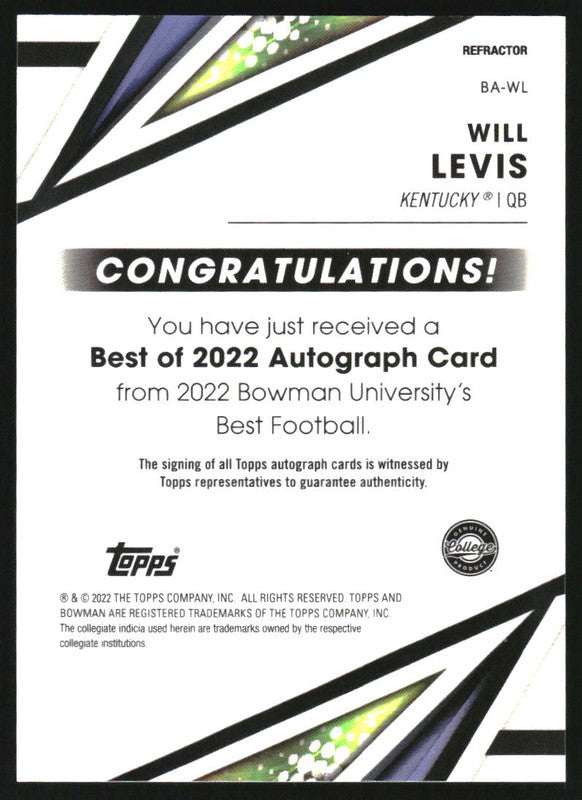 REFRACTOR
BA-WL
WILL
LEVIS
KENTUCKY® | QB
CONGRATULATIONS!
You have just received a
Best of 2022 Autograph Card
from 2022 Bowman University's
Best Football.
The signing of all Topps autograph cards is witnessed by
Topps representatives to guarantee authenticity.
Topps®
GENUINE
College
PRODUCT
® & © 2022 THE TOPPS COMPANY, INC. ALL RIGHTS RESERVED. TOPPS AND
BOWMAN ARE REGISTERED TRADEMARKS OF THE TOPPS COMPANY, INC.
The collegiate indicia used herein are trademarks owned by the respective
collegiate institutions.